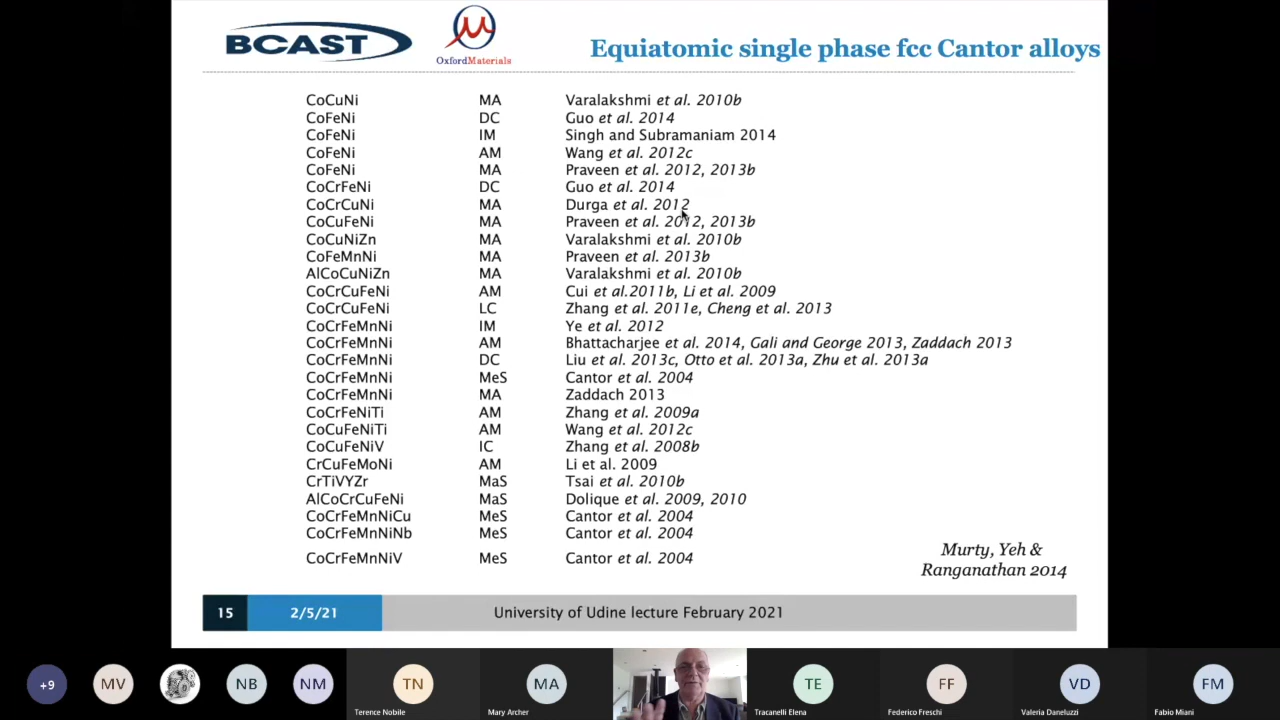 BCAST
OxfordMaterials
Equiatomic single phase fcc Cantor alloys
CoCuNi MA Varalakshmi et al. 2010b
CoFeNi DC Guo et al. 2014
CoFeNi IM Singh and Subramaniam 2014
CoFeNi AM Wang et al. 2012c
CoFeNi MA Praveen et al. 2012, 2013b
CoCrFeNi DC Guo et al. 2014
CoCrCuNi MA Durga et al. 2012
CoCuFeNi MA Praveen et al. 2012, 2013b
CoCuNiZn MA Varalakshmi et al. 2010b
CoFeMnNi MA Praveen et al. 2013b
AlCoCuNiZn MA Varalakshmi et al. 2010b
CoCrCuFeNi AM Cui et al.2011b, Li et al. 2009
CoCrCuFeNi LC Zhang et al. 2011e, Cheng et al. 2013
CoCrFeMnNi IM Ye et al. 2012
CoCrFeMnNi AM Bhattacharjee et al. 2014, Gali and George 2013, Zaddach 2013
CoCrFeMnNi DC Liu et al. 2013c, Otto et al. 2013a, Zhu et al. 2013a
CoCrFeMnNi MeS Cantor et al. 2004
CoCrFeMnNi MA Zaddach 2013
CoCrFeNiTi AM Zhang et al. 2009a
CoCuFeNiTi AM Wang et al. 2012c
CoCuFeNiV IC Zhang et al. 2008b
CrCuFeMoNi AM Li et al. 2009
CrTiVYZr MaS Tsai et al. 2010b
AlCoCrCuFeNi MaS Dolique et al. 2009, 2010
CoCrFeMnNiCu MeS Cantor et al. 2004
CoCrFeMnNiNb MeS Cantor et al. 2004
CoCrFeMnNiV MeS Cantor et al. 2004
Murty, Yeh &
Ranganathan 2014
15 2/5/21 University of Udine lecture February 2021
+9 MV NB NM TN MA TE FF VD FM
Terence Nobile Mary Archer Tracanelli Elena Federico Freschi Valeria Daneluzzi Fabio Miani